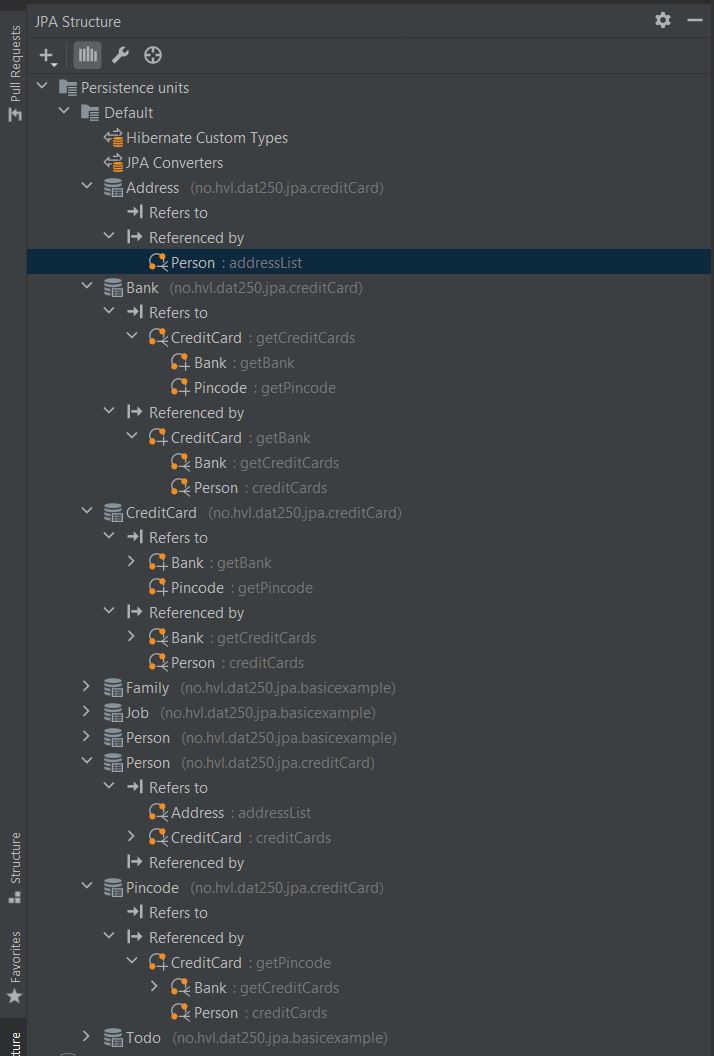 JPA Structure
Pull Requests
Persistence units
Default
Hibernate Custom Types
JPA Converters
Address (no.hvl.dat250.jpa.creditCard)
Refers to
Referenced by
Person : addressList
Bank (no.hvl.dat250.jpa.creditCard)
Refers to
CreditCard : getCreditCards
Bank : getBank
Pincode : getPincode
Referenced by
CreditCard : getBank
Bank : getCreditCards
Person : creditCards
CreditCard (no.hvl.dat250.jpa.creditCard)
Refers to
Bank : getBank
Pincode : getPincode
Referenced by
Bank : getCreditCards
Person : creditCards
Family (no.hvl.dat250.jpa.basicexample)
Job (no.hvl.dat250.jpa.basicexample)
Person (no.hvl.dat250.jpa.basicexample)
Person (no.hvl.dat250.jpa.creditCard)
Refers to
Address : addressList
CreditCard : creditCards
Referenced by
Structure
Pincode (no.hvl.dat250.jpa.creditCard)
Refers to
Referenced by
CreditCard : getPincode
Bank : getCreditCards
Person : creditCards
Favorites
Todo (no.hvl.dat250.jpa.basicexample)
cture